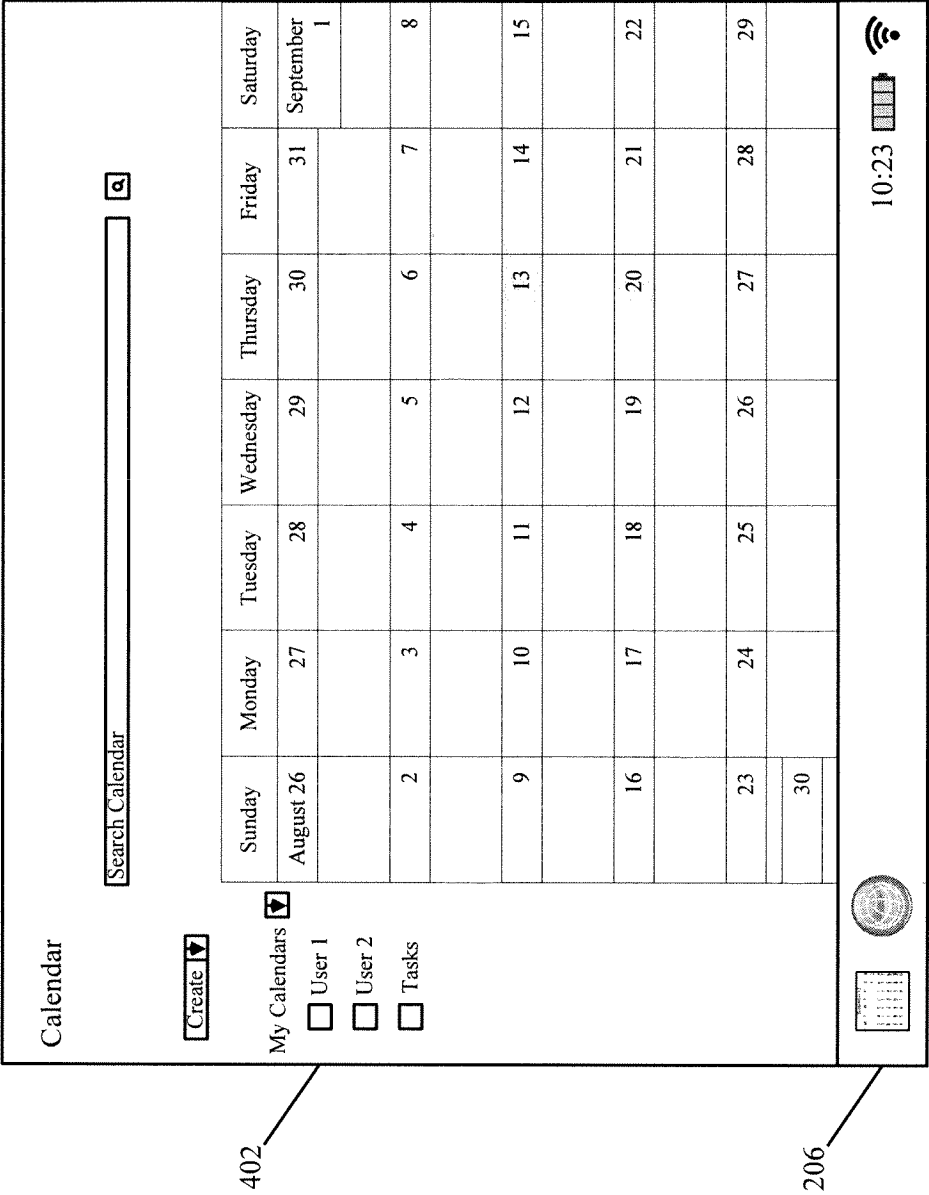 Calendar
Search Calendar
Create
My Calendars
User 1
User 2
Tasks
Sunday Monday Tuesday Wednesday Thursday Friday Saturday
August 26 27 28 29 30 31 September 1
2 3 4 5 6 7 8
9 10 11 12 13 14 15
16 17 18 19 20 21 22
23 24 25 26 27 28 29
30
10:23
402
206